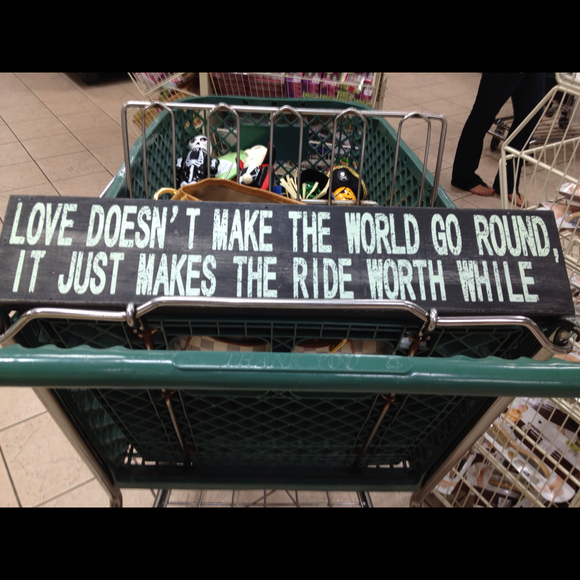 LOVE DOESN'T MAKE THE WORLD GO ROUND,
IT JUST MAKES THE RIDE WORTH WHILE